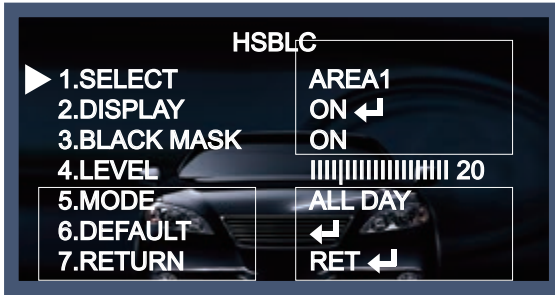 HSBLC
1.SELECT AREA1
2.DISPLAY ON ↵
3.BLACK MASK ON
4.LEVEL 20
5.MODE ALL DAY
6.DEFAULT ↵
7.RETURN RET ↵